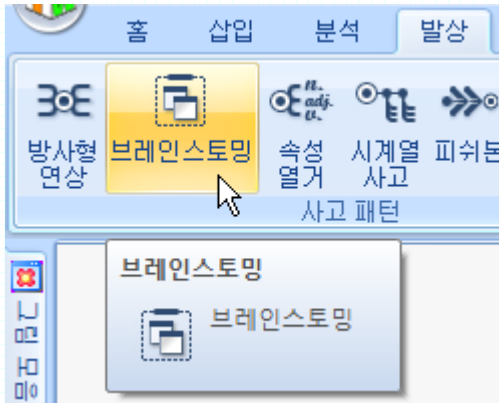 홈 삽입 분석 발상
n.
adj.
v.
방사형 브레인스토밍 속성 시계열 피쉬본
연상 열거 사고
사고 패턴
브레인스토밍
브레인스토밍